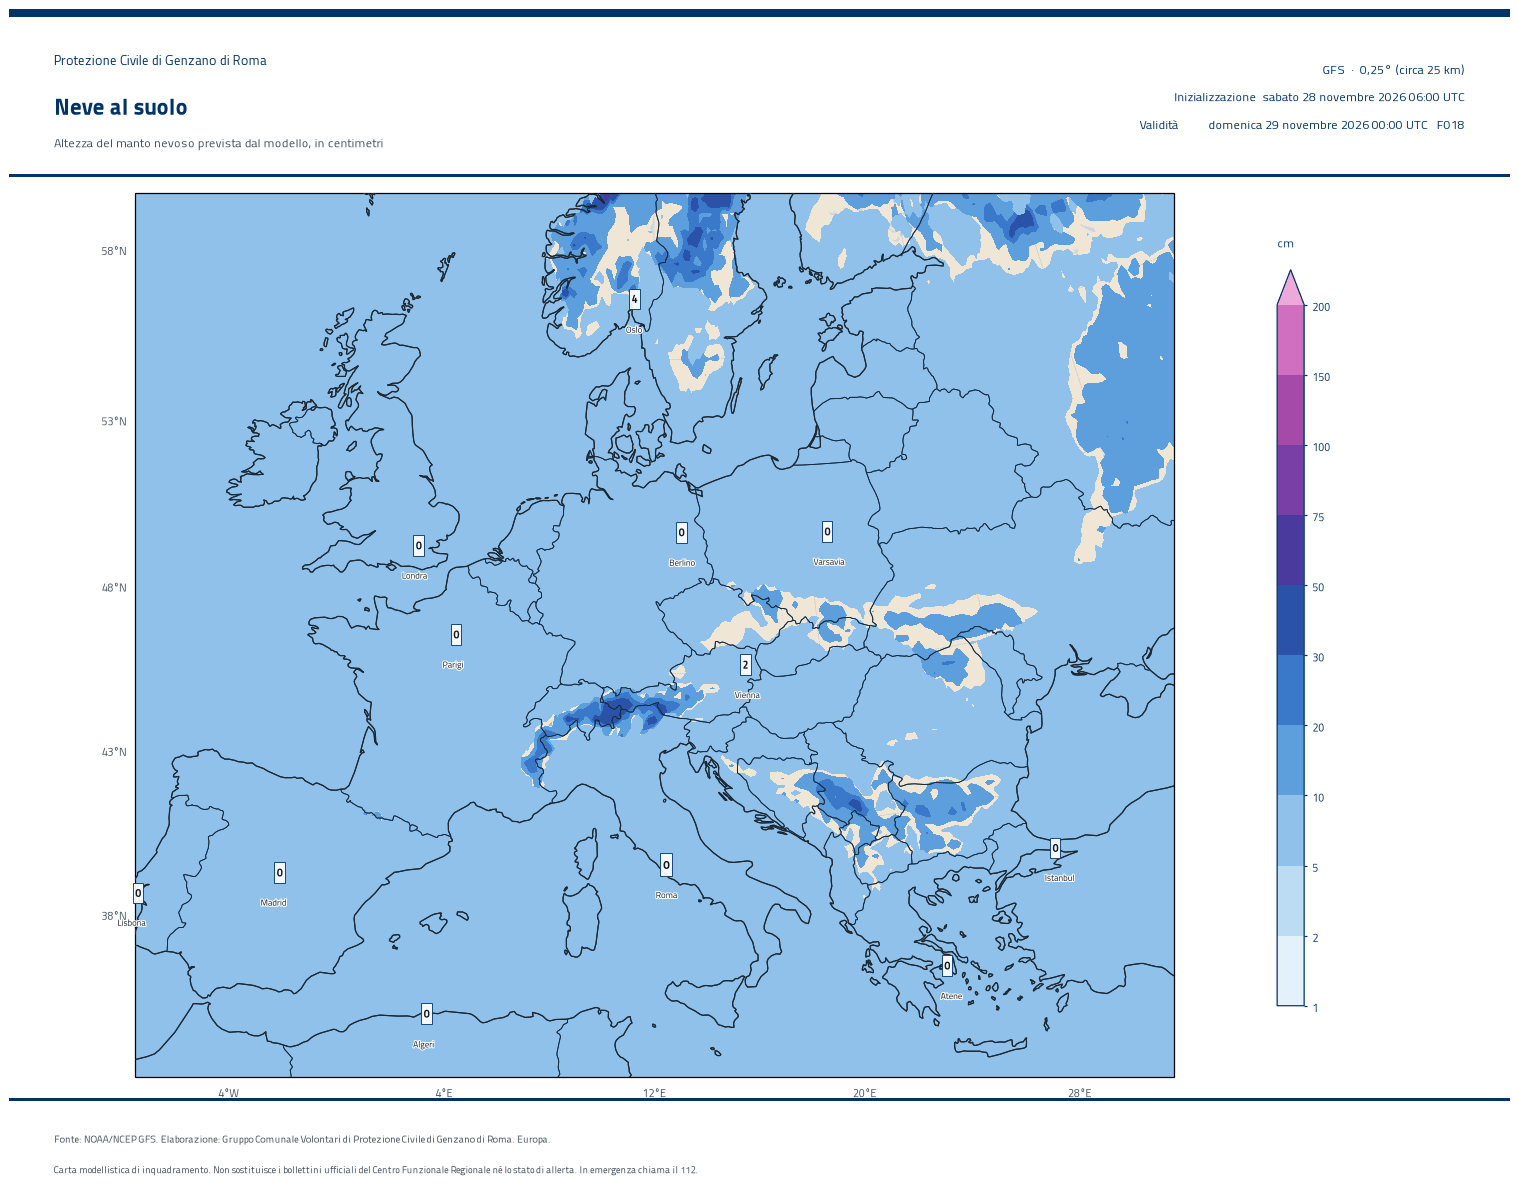 Protezione Civile di Genzano di Roma
Neve al suolo
Altezza del manto nevoso prevista dal modello, in centimetri
GFS · 0,25° (circa 25 km)
Inizializzazione sabato 28 novembre 2026 06:00 UTC
Validità domenica 29 novembre 2026 00:00 UTC F018
58°N
53°N
48°N
43°N
38°N
4°W
4°E
12°E
20°E
28°E
4
Oslo
0
Berlino
0
Varsavia
0
Londra
0
Parigi
2
Vienna
0
Madrid
0
Lisbona
0
Roma
0
Istanbul
0
Atene
0
Algeri
cm
200
150
100
75
50
30
20
10
5
2
1
Fonte: NOAA/NCEP GFS. Elaborazione: Gruppo Comunale Volontari di Protezione Civile di Genzano di Roma. Europa.
Carta modellistica di inquadramento. Non sostituisce i bollettini ufficiali del Centro Funzionale Regionale né lo stato di allerta. In emergenza chiama il 112.